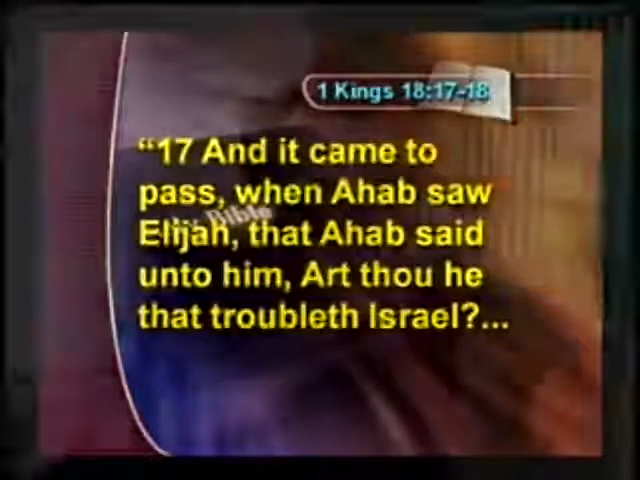 1 Kings 18:17-18
“17 And it came to
pass, when Ahab saw
Elijah, that Ahab said
unto him, Art thou he
that troubleth Israel?...
Bible